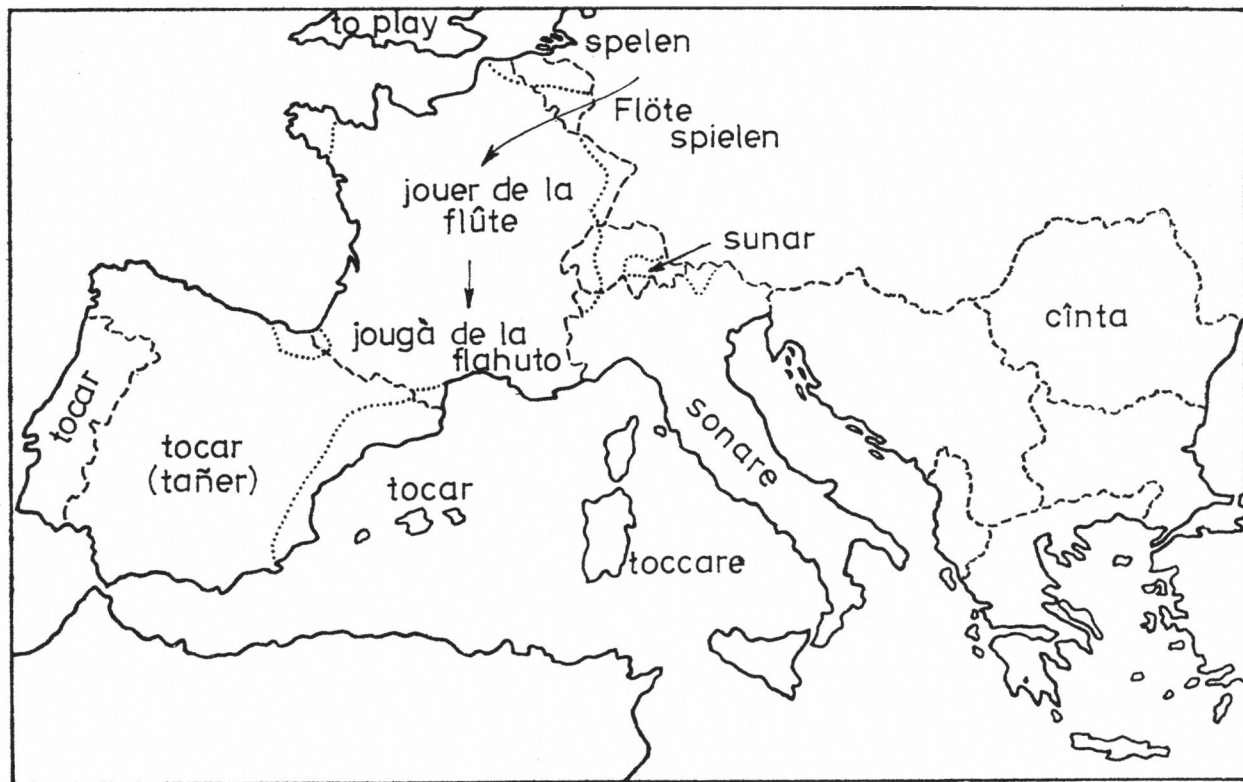 to play
spelen
Flöte
spielen
jouer de la
flûte
sunar
cînta
jougà de la
flahuto
tocar
sonare
tocar
(tañer)
tocar
toccare